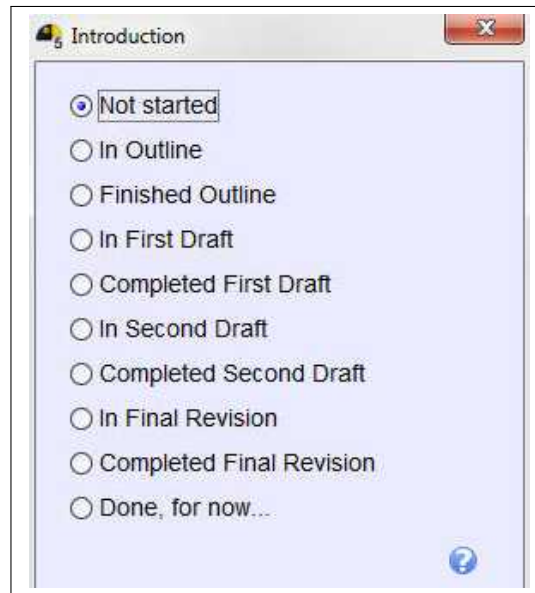 5 Introduction
Not started
In Outline
Finished Outline
In First Draft
Completed First Draft
In Second Draft
Completed Second Draft
In Final Revision
Completed Final Revision
Done, for now...
?